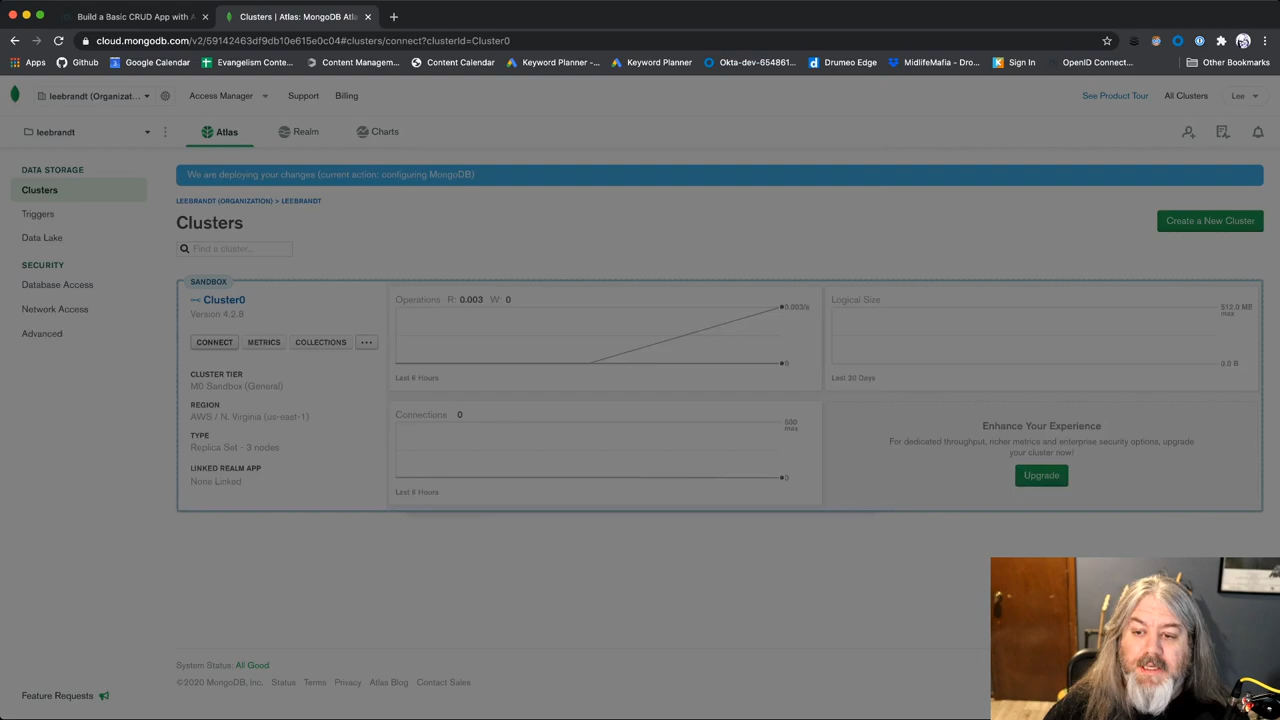 Build a Basic CRUD App with A
Clusters | Atlas: MongoDB Atla
cloud.mongodb.com/v2/59142463df9db10e615e0c04#clusters/connect?clusterId=Cluster0
Apps
Github
Google Calendar
Evangelism Conte...
Content Managem...
Content Calendar
Keyword Planner -...
Keyword Planner
Okta-dev-654861...
Drumeo Edge
MidlifeMafia - Dro...
Sign In
OpenID Connect...
Other Bookmarks
leebrandt (Organizat...
Access Manager
Support
Billing
See Product Tour
All Clusters
Lee
leebrandt
Atlas
Realm
Charts
DATA STORAGE
Clusters
Triggers
Data Lake
SECURITY
Database Access
Network Access
Advanced
We are deploying your changes (current action: configuring MongoDB)
LEEBRANDT (ORGANIZATION) > LEEBRANDT
Clusters
Create a New Cluster
Find a cluster...
SANDBOX
Cluster0
Version 4.2.8
CONNECT
METRICS
COLLECTIONS
CLUSTER TIER
M0 Sandbox (General)
REGION
AWS / N. Virginia (us-east-1)
TYPE
Replica Set - 3 nodes
LINKED REALM APP
None Linked
Operations R: 0.003 W: 0
0.003/s
0
Last 6 Hours
Logical Size
512.0 MB
max
0.0 B
Last 30 Days
Connections 0
500
max
0
Last 6 Hours
Enhance Your Experience
For dedicated throughput, richer metrics and enterprise security options, upgrade
your cluster now!
Upgrade
System Status: All Good
©2020 MongoDB, Inc.
Status
Terms
Privacy
Atlas Blog
Contact Sales
Feature Requests